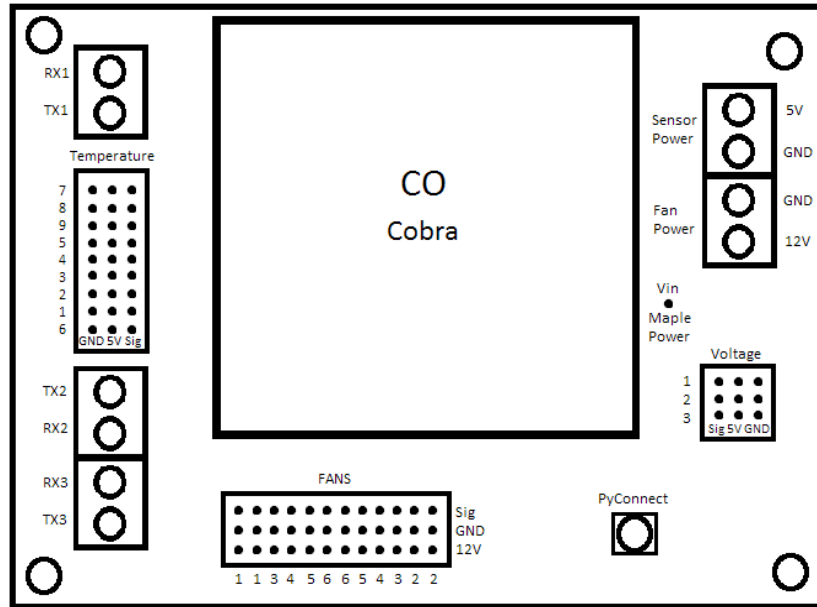 RX1
TX1
Temperature
7
8
9
5
4
3
2
1
6
GND 5V Sig
TX2
RX2
RX3
TX3
CO
Cobra
FANS
Sig
GND
12V
1 1 3 4 5 6 6 5 4 3 2 2
Sensor
Power
5V
GND
Fan
Power
GND
12V
Vin
Maple
Power
Voltage
1
2
3
Sig 5V GND
PyConnect